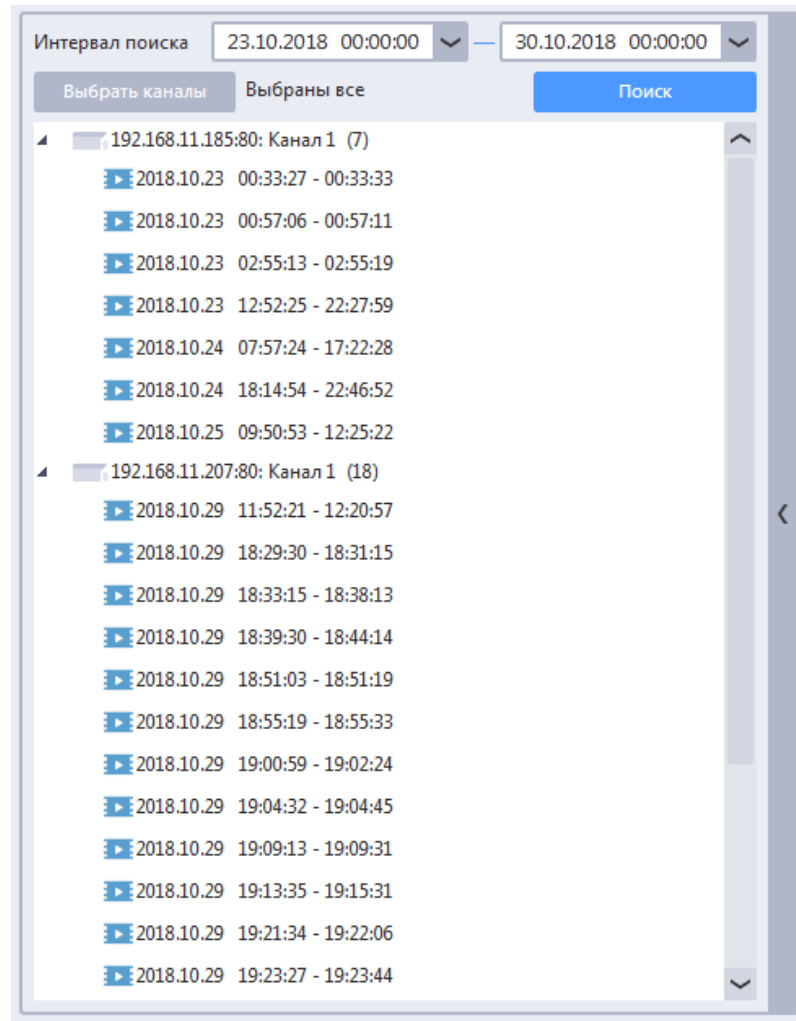 Интервал поиска 23.10.2018 00:00:00 — 30.10.2018 00:00:00
Выбрать каналы Выбраны все Поиск
192.168.11.185:80: Канал 1 (7)
2018.10.23 00:33:27 - 00:33:33
2018.10.23 00:57:06 - 00:57:11
2018.10.23 02:55:13 - 02:55:19
2018.10.23 12:52:25 - 22:27:59
2018.10.24 07:57:24 - 17:22:28
2018.10.24 18:14:54 - 22:46:52
2018.10.25 09:50:53 - 12:25:22
192.168.11.207:80: Канал 1 (18)
2018.10.29 11:52:21 - 12:20:57
2018.10.29 18:29:30 - 18:31:15
2018.10.29 18:33:15 - 18:38:13
2018.10.29 18:39:30 - 18:44:14
2018.10.29 18:51:03 - 18:51:19
2018.10.29 18:55:19 - 18:55:33
2018.10.29 19:00:59 - 19:02:24
2018.10.29 19:04:32 - 19:04:45
2018.10.29 19:09:13 - 19:09:31
2018.10.29 19:13:35 - 19:15:31
2018.10.29 19:21:34 - 19:22:06
2018.10.29 19:23:27 - 19:23:44